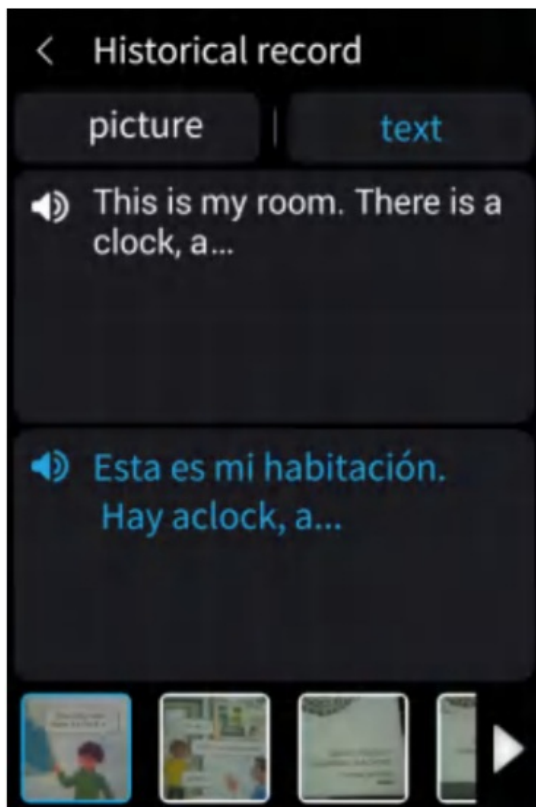 Historical record
picture
text
This is my room. There is a
clock, a...
Esta es mi habitación.
Hay aclock, a...